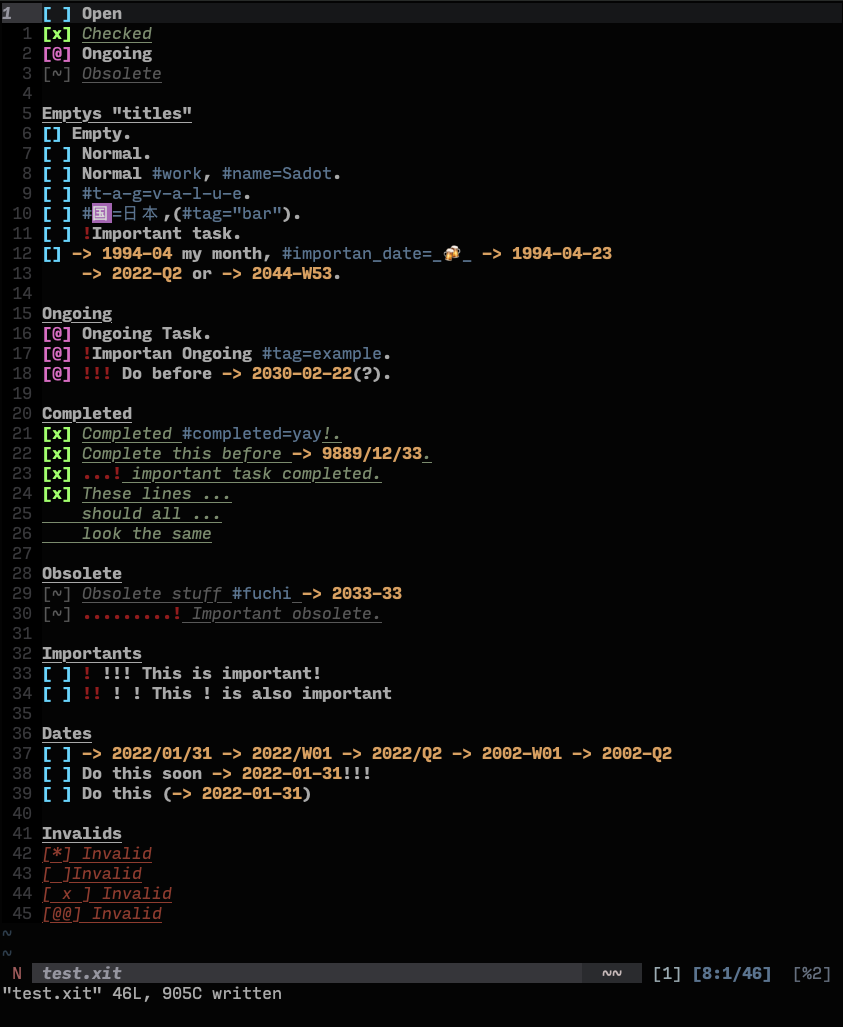 1 [ ] Open
1 [x] Checked
2 [@] Ongoing
3 [~] Obsolete
4
5 Emptys "titles"
6 [] Empty.
7 [ ] Normal.
8 [ ] Normal #work, #name=Sadot.
9 [ ] #t-a-g=v-a-l-u-e.
10 [ ] #国=日本,(#tag="bar").
11 [ ] !Important task.
12 [] -> 1994-04 my month, #importan_date=_🍻_ -> 1994-04-23
13 -> 2022-Q2 or -> 2044-W53.
14
15 Ongoing
16 [@] Ongoing Task.
17 [@] !Importan Ongoing #tag=example.
18 [@] !!! Do before -> 2030-02-22(?).
19
20 Completed
21 [x] Completed #completed=yay!.
22 [x] Complete this before -> 9889/12/33.
23 [x] ...! important task completed.
24 [x] These lines ...
25 should all ...
26 look the same
27
28 Obsolete
29 [~] Obsolete stuff #fuchi -> 2033-33
30 [~] .........! Important obsolete.
31
32 Importants
33 [ ] ! !!! This is important!
34 [ ] !! ! ! This ! is also important
35
36 Dates
37 [ ] -> 2022/01/31 -> 2022/W01 -> 2022/Q2 -> 2002-W01 -> 2002-Q2
38 [ ] Do this soon -> 2022-01-31!!!
39 [ ] Do this (-> 2022-01-31)
40
41 Invalids
42 [*] Invalid
43 [ ]Invalid
44 [ x ] Invalid
45 [@@] Invalid
~
~
N test.xit ~~ [1] [8:1/46] [%2]
"test.xit" 46L, 905C written